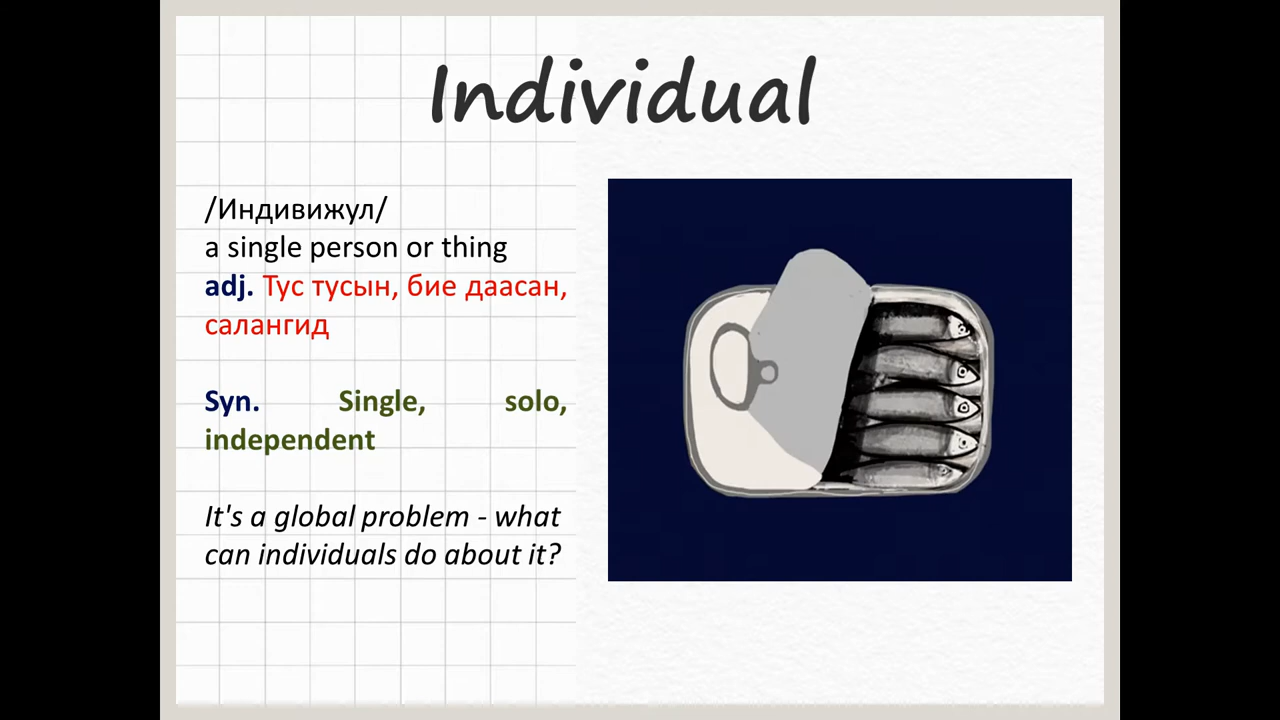 Individual
/Индивижул/
a single person or thing
adj. Тус тусын, бие даасан,
салангид
Syn. Single, solo,
independent
It's a global problem - what
can individuals do about it?